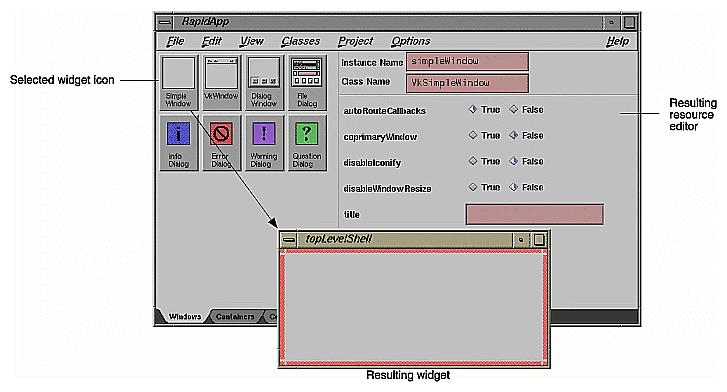 RapidApp
File Edit View Classes Project Options Help
Selected widget icon
Simple Window
VkWindow
Dialog Window
File Dialog
Info Dialog
Error Dialog
Warning Dialog
Question Dialog
Instance Name simpleWindow
Class Name VkSimpleWindow
autoRouteCallbacks True False
coprimaryWindow True False
disableIconify True False
disableWindowResize True False
title
Resulting
resource
editor
topLevelShell
Windows Containers
Resulting widget